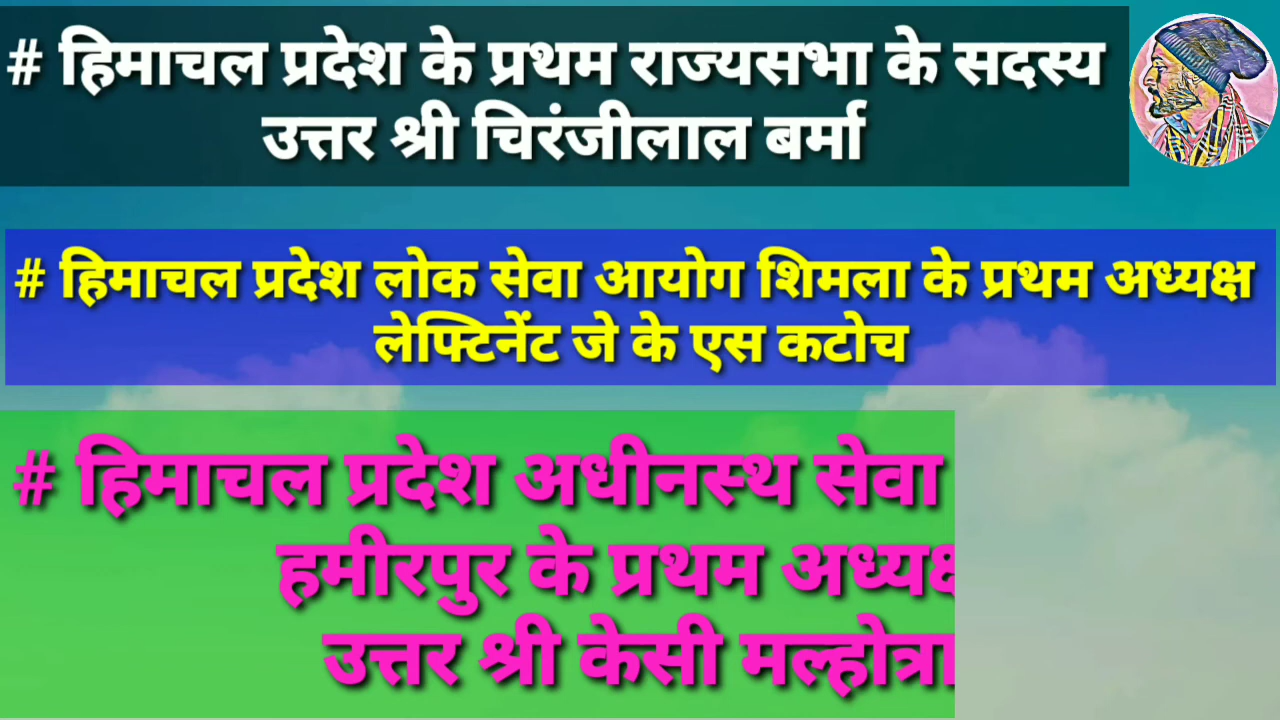 # हिमाचल प्रदेश के प्रथम राज्यसभा के सदस्य
उत्तर श्री चिरंजीलाल बर्मा
# हिमाचल प्रदेश लोक सेवा आयोग शिमला के प्रथम अध्यक्ष
लेफ्टिनेंट जे के एस कटोच
# हिमाचल प्रदेश अधीनस्थ सेवा
हमीरपुर के प्रथम अध्यक्ष
उत्तर श्री केसी मल्होत्रा